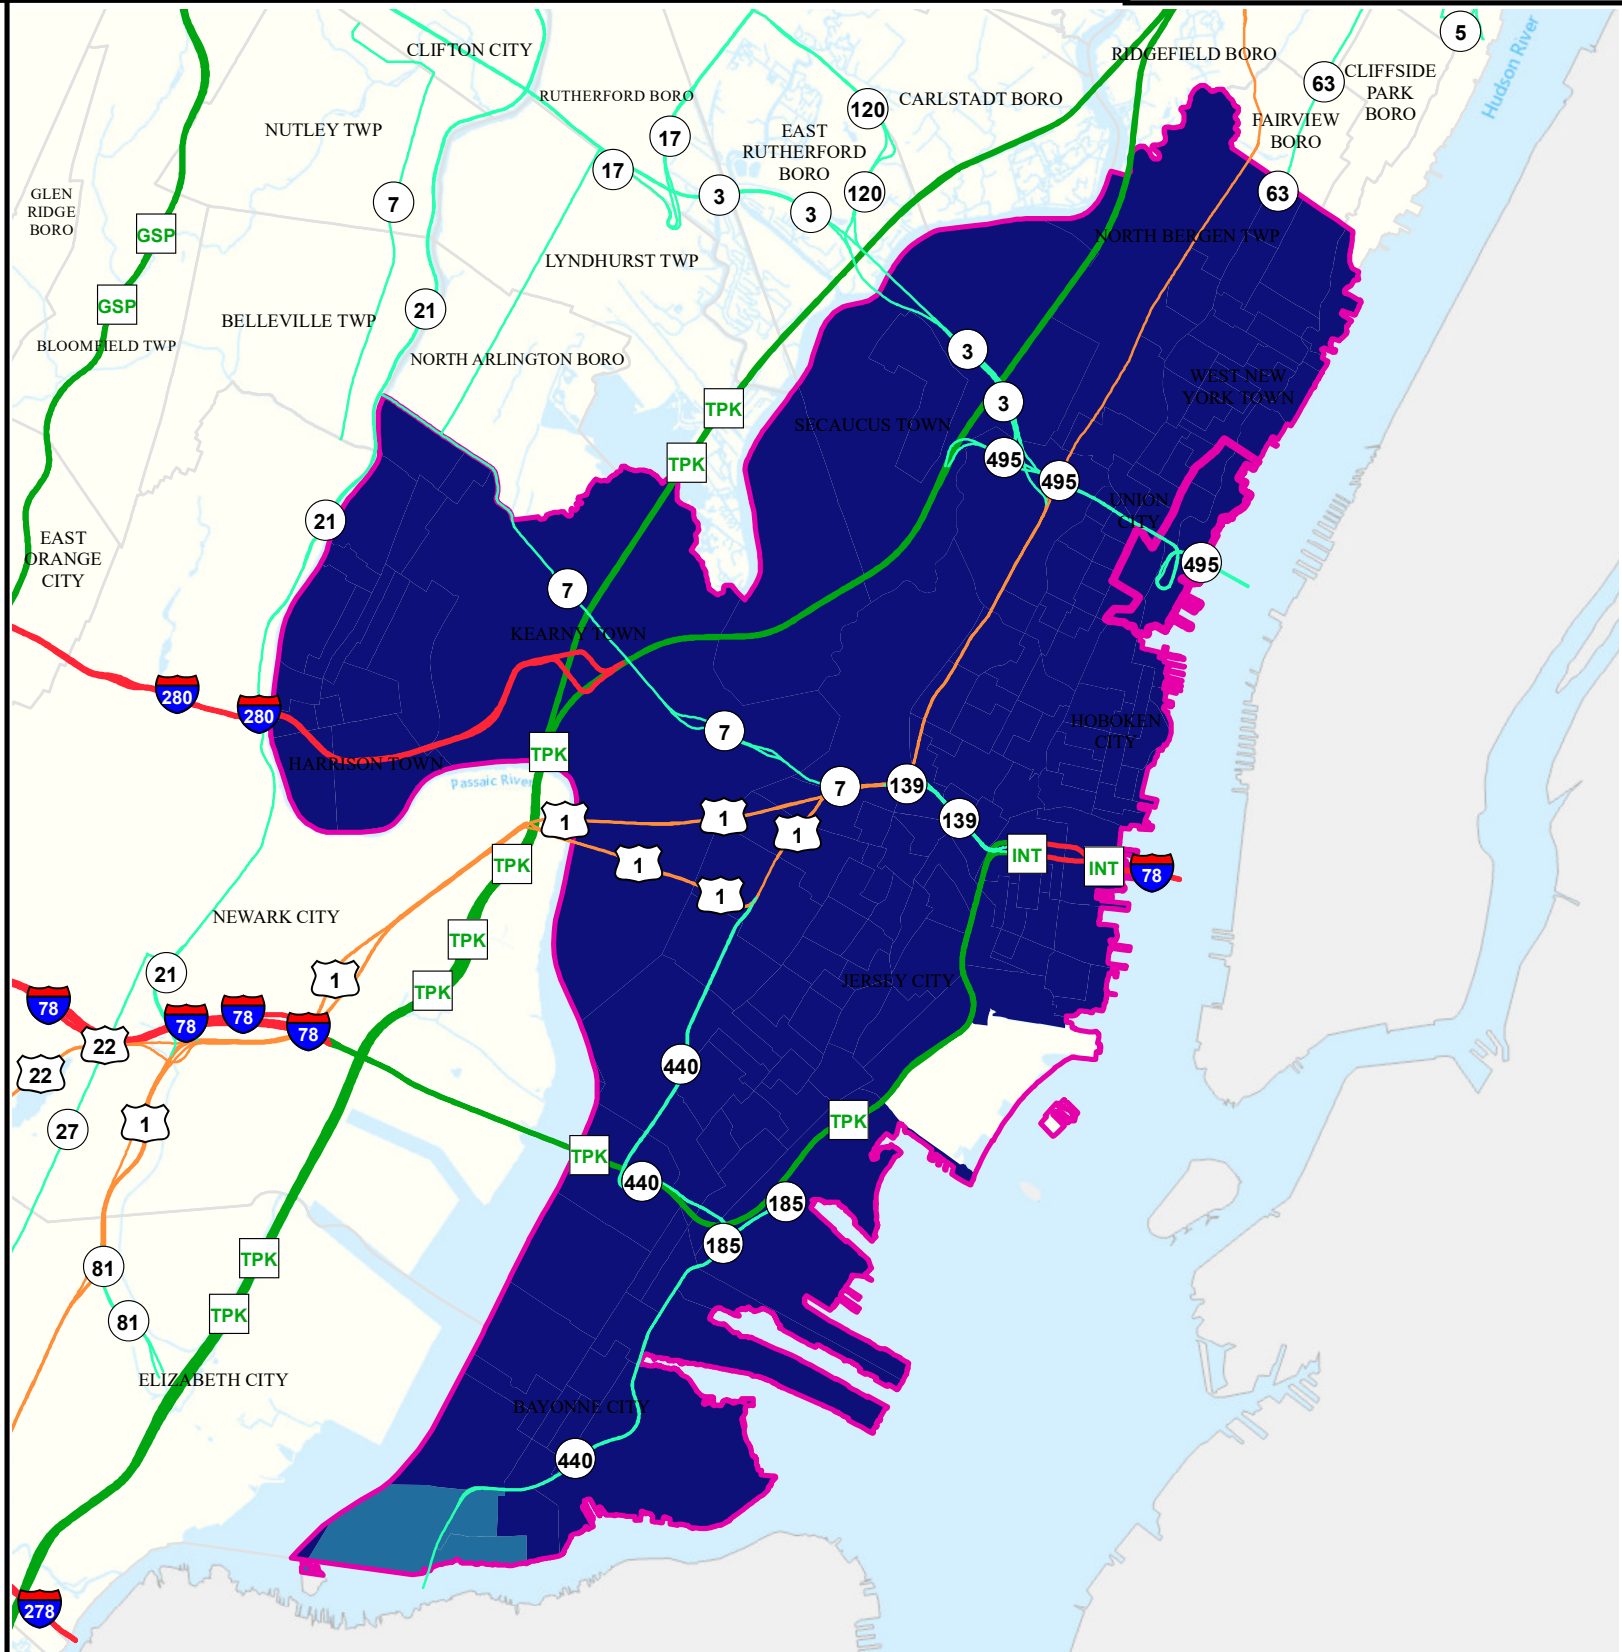 5
Hudson River
CLIFTON CITY
RIDGEFIELD BORO
63
CLIFFSIDE
PARK
BORO
RUTHERFORD BORO
120
CARLSTADT BORO
NUTLEY TWP
17
EAST
RUTHERFORD
BORO
FAIRVIEW
BORO
17
GLEN
RIDGE
BORO
7
3
120
63
3
GSP
NORTH BERGEN TWP
LYNDHURST TWP
GSP
21
BELLEVILLE TWP
BLOOMFIELD TWP
NORTH ARLINGTON BORO
3
WEST NEW
YORK TOWN
TPK
3
SECAUCUS TOWN
TPK
495
495
UNION
CITY
21
EAST
ORANGE
CITY
495
7
KEARNY TOWN
280
280
HOBOKEN
CITY
7
TPK
HARRISON TOWN
Passaic River
7
139
1
1
139
1
INT
1
TPK
INT
78
1
NEWARK CITY
TPK
21
1
JERSEY CITY
TPK
78
78
78
78
22
22
440
27
1
TPK
TPK
440
185
185
TPK
81
TPK
81
ELIZABETH CITY
BAYONNE CITY
440
278